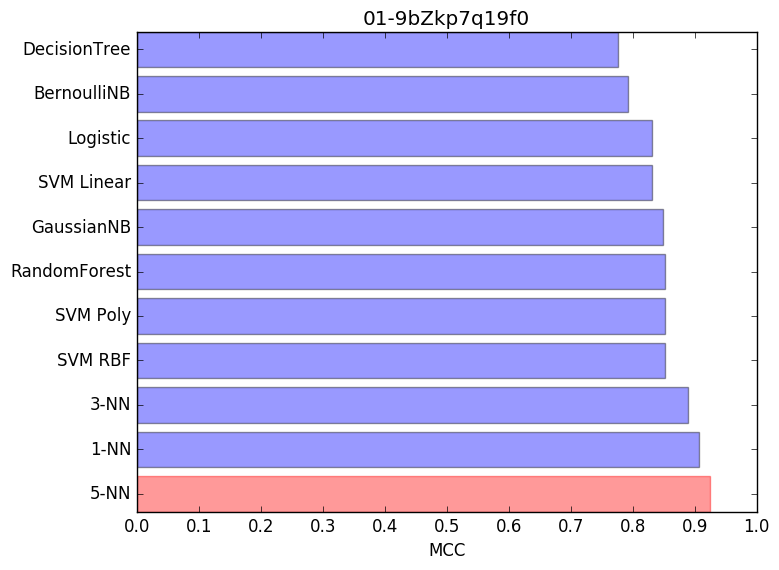 01-9bZkp7q19f0
DecisionTree
BernoulliNB
Logistic
SVM Linear
GaussianNB
RandomForest
SVM Poly
SVM RBF
3-NN
1-NN
5-NN
0.0 0.1 0.2 0.3 0.4 0.5 0.6 0.7 0.8 0.9 1.0
MCC